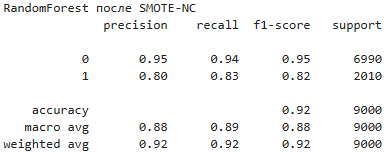 RandomForest после SMOTE-NC
precision recall f1-score support
0 0.95 0.94 0.95 6990
1 0.80 0.83 0.82 2010
accuracy 0.92 9000
macro avg 0.88 0.89 0.88 9000
weighted avg 0.92 0.92 0.92 9000